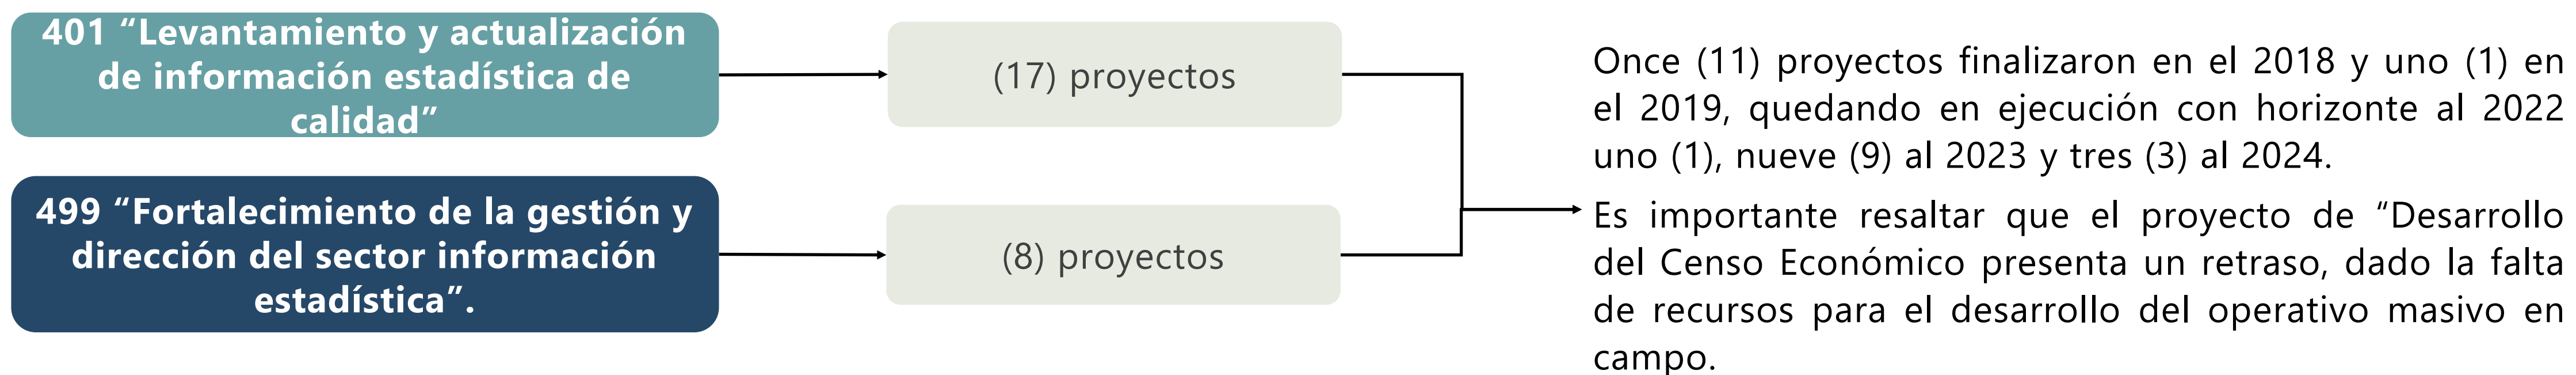 401 “Levantamiento y actualización
de información estadística de
calidad”
(17) proyectos
499 “Fortalecimiento de la gestión y
dirección del sector información
estadística”.
(8) proyectos
Once (11) proyectos finalizaron en el 2018 y uno (1) en
el 2019, quedando en ejecución con horizonte al 2022
uno (1), nueve (9) al 2023 y tres (3) al 2024.
Es importante resaltar que el proyecto de “Desarrollo
del Censo Económico presenta un retraso, dado la falta
de recursos para el desarrollo del operativo masivo en
campo.